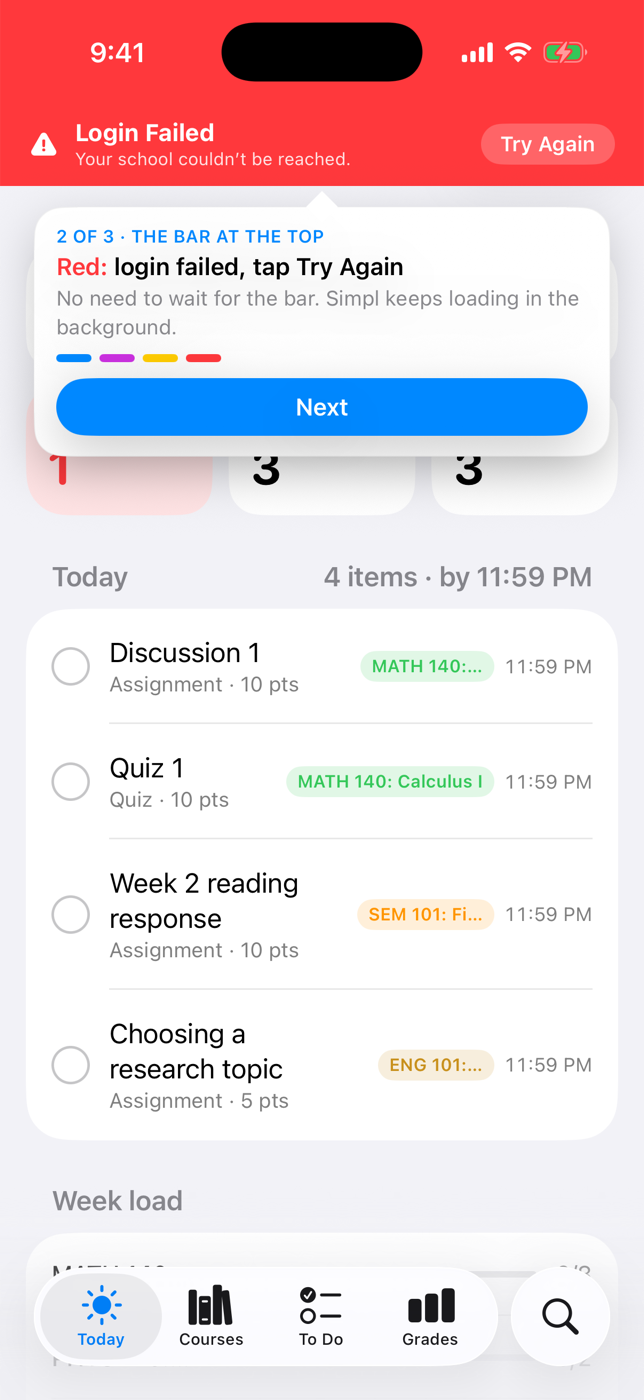 9:41
Login Failed
Your school couldn't be reached.
Try Again
2 OF 3 · THE BAR AT THE TOP
Red: login failed, tap Try Again
No need to wait for the bar. Simpl keeps loading in the
background.
Next
1
3
3
Today
4 items · by 11:59 PM
Discussion 1
Assignment · 10 pts
MATH 140:...
11:59 PM
Quiz 1
Quiz · 10 pts
MATH 140: Calculus I
11:59 PM
Week 2 reading
response
Assignment · 10 pts
SEM 101: Fi...
11:59 PM
Choosing a
research topic
Assignment · 5 pts
ENG 101:...
11:59 PM
Week load
Today
Courses
To Do
Grades